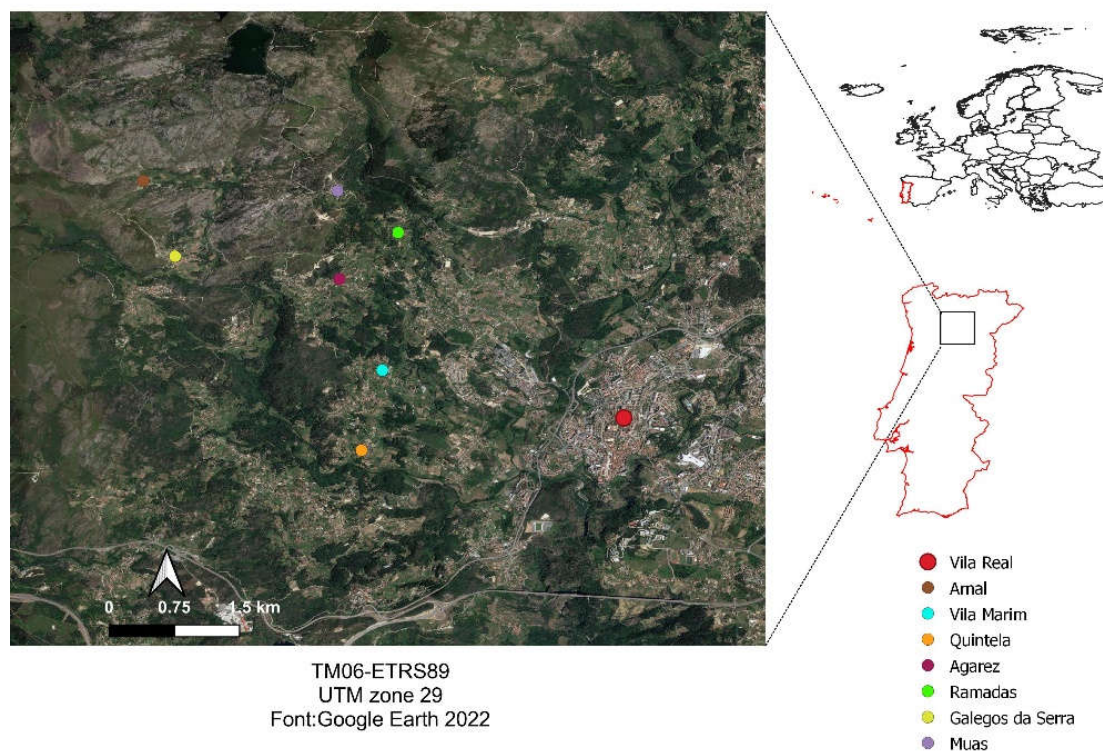 0 0.75 1.5 km
TM06-ETRS89
UTM zone 29
Font:Google Earth 2022
Vila Real
Arnal
Vila Marim
Quintela
Agarez
Ramadas
Galegos da Serra
Muas